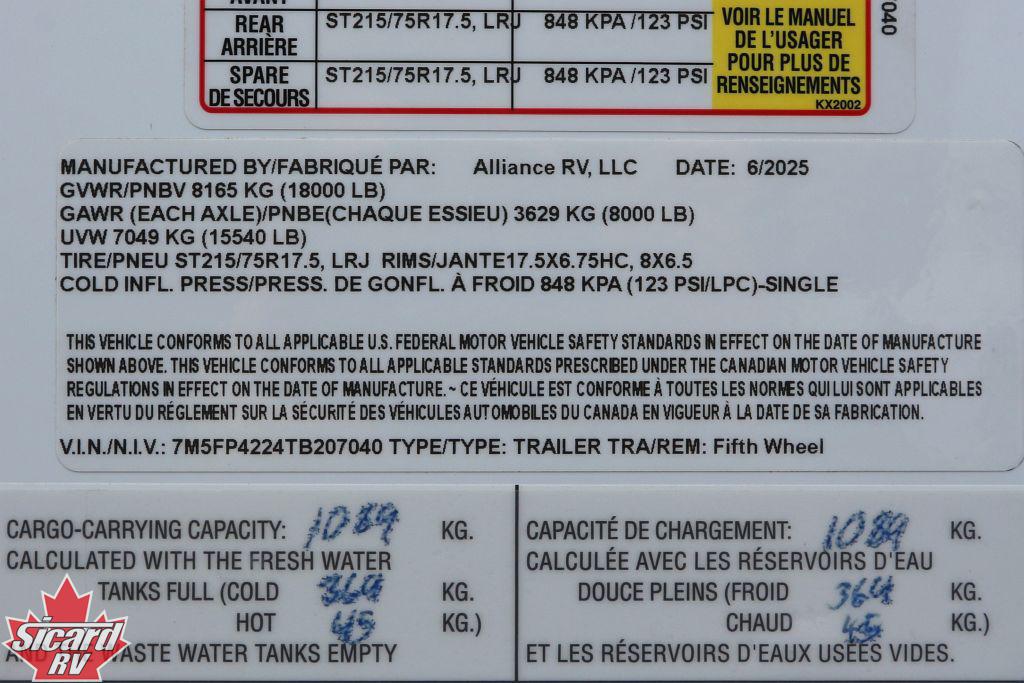 REAR
ARRIÈRE
ST215/75R17.5, LRJ 848 KPA /123 PSI
SPARE
DE SECOURS
ST215/75R17.5, LRJ 848 KPA /123 PSI
VOIR LE MANUEL
DE L'USAGER
POUR PLUS DE
RENSEIGNEMENTS
KX2002
7040
MANUFACTURED BY/FABRIQUÉ PAR: Alliance RV, LLC DATE: 6/2025
GVWR/PNBV 8165 KG (18000 LB)
GAWR (EACH AXLE)/PNBE(CHAQUE ESSIEU) 3629 KG (8000 LB)
UVW 7049 KG (15540 LB)
TIRE/PNEU ST215/75R17.5, LRJ RIMS/JANTE17.5X6.75HC, 8X6.5
COLD INFL. PRESS/PRESS. DE GONFL. À FROID 848 KPA (123 PSI/LPC)-SINGLE
THIS VEHICLE CONFORMS TO ALL APPLICABLE U.S. FEDERAL MOTOR VEHICLE SAFETY STANDARDS IN EFFECT ON THE DATE OF MANUFACTURE
SHOWN ABOVE. THIS VEHICLE CONFORMS TO ALL APPLICABLE STANDARDS PRESCRIBED UNDER THE CANADIAN MOTOR VEHICLE SAFETY
REGULATIONS IN EFFECT ON THE DATE OF MANUFACTURE. ~ CE VÉHICULE EST CONFORME À TOUTES LES NORMES QUI LUI SONT APPLICABLES
EN VERTU DU RÉGLEMENT SUR LA SÉCURITÉ DES VÉHICULES AUTOMOBILES DU CANADA EN VIGUEUR À LA DATE DE SA FABRICATION.
V.I.N./N.I.V.: 7M5FP4224TB207040 TYPE/TYPE: TRAILER TRA/REM: Fifth Wheel
CARGO-CARRYING CAPACITY: 1089 KG.
CALCULATED WITH THE FRESH WATER
TANKS FULL (COLD 364 KG.
HOT 45 KG.)
AND THE WASTE WATER TANKS EMPTY
CAPACITÉ DE CHARGEMENT: 1089 KG.
CALCULÉE AVEC LES RÉSERVOIRS D'EAU
DOUCE PLEINS (FROID 364 KG.
CHAUD 45 KG.)
ET LES RÉSERVOIRS D'EAUX USÉES VIDES.
Sicard
RV